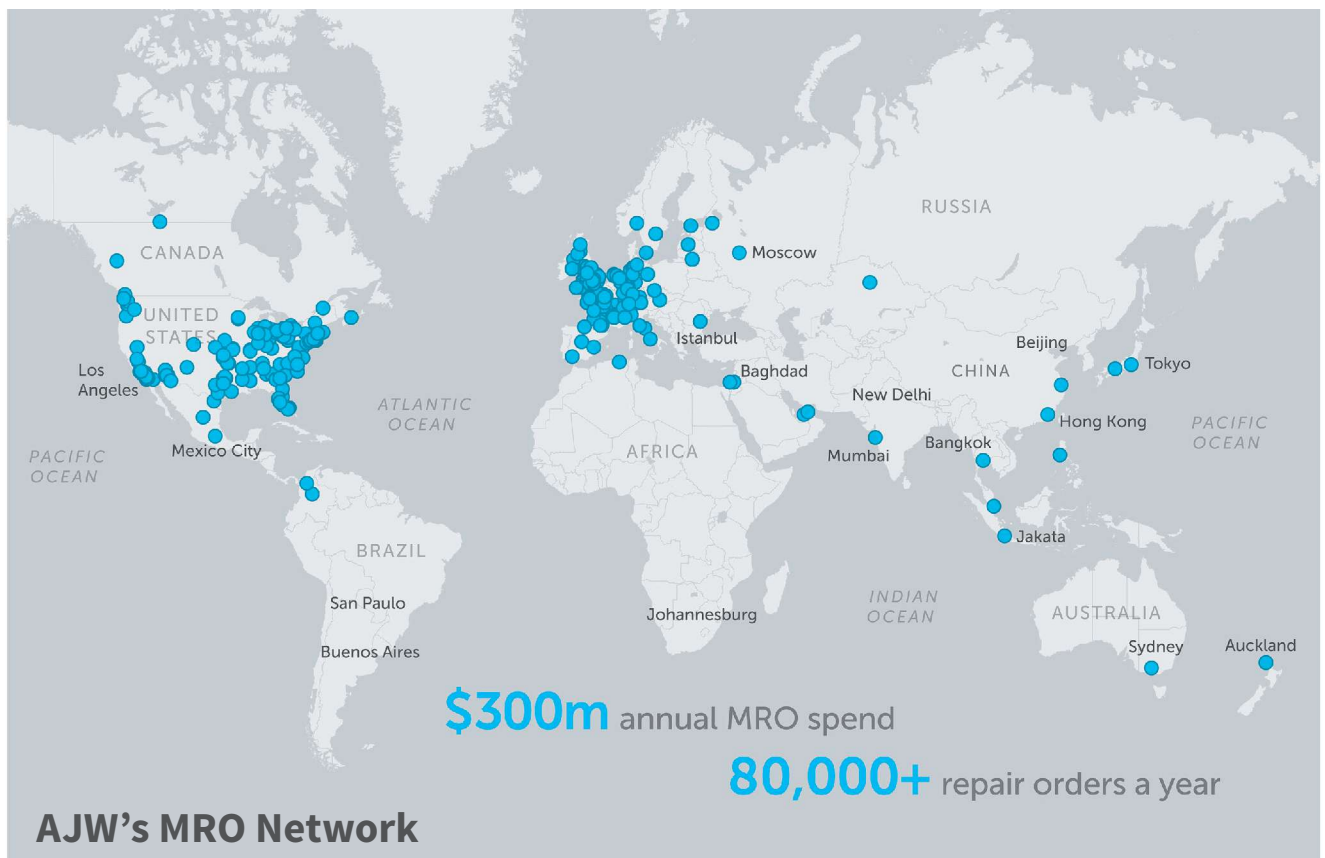 RUSSIA
CANADA
Moscow
UNITED
STATES
Istanbul
Beijing
Los
Angeles
Baghdad
CHINA
Tokyo
ATLANTIC
OCEAN
New Delhi
Hong Kong
PACIFIC
OCEAN
PACIFIC
OCEAN
Mexico City
AFRICA
Mumbai
Bangkok
Jakata
BRAZIL
San Paulo
Johannesburg
INDIAN
OCEAN
AUSTRALIA
Buenos Aires
Sydney
Auckland
$300m annual MRO spend
80,000+ repair orders a year
AJW's MRO Network